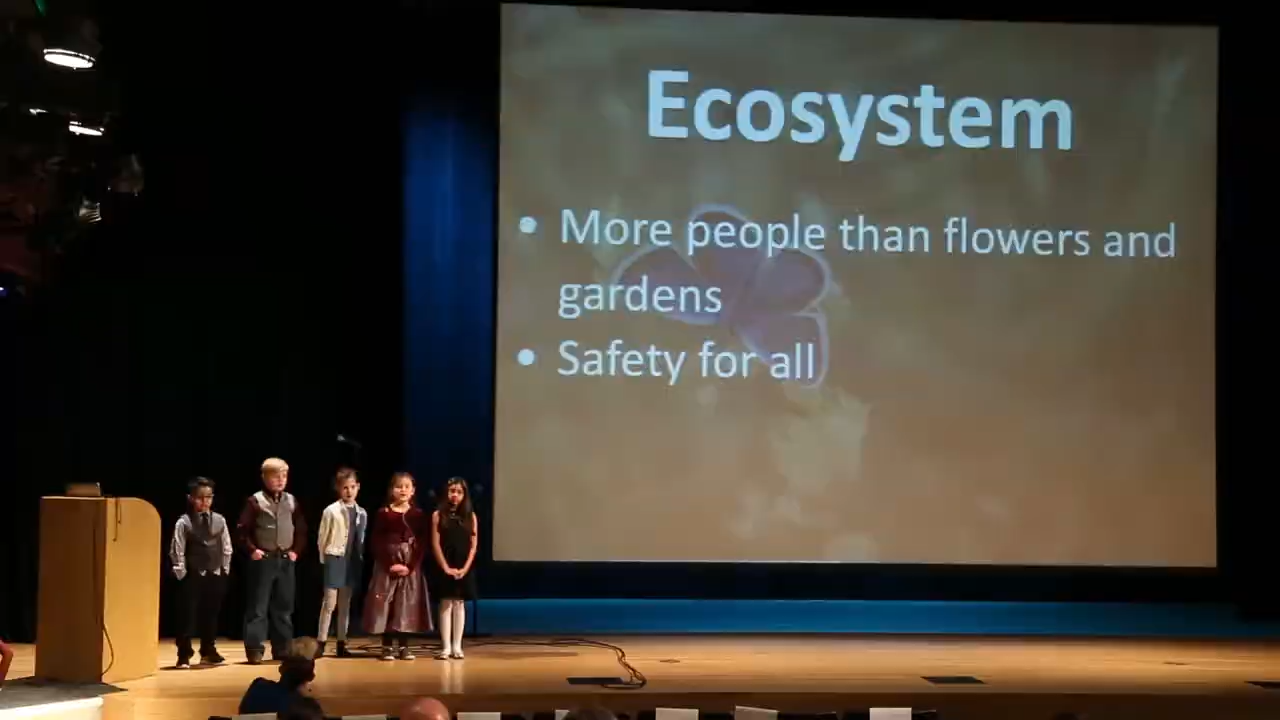 Ecosystem
• More people than flowers and
gardens
• Safety for all